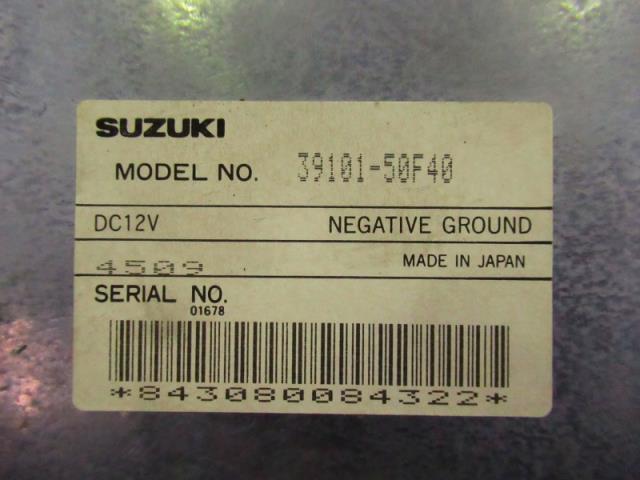 SUZUKI
MODEL NO. 39101-50F40
DC12V NEGATIVE GROUND
4509 MADE IN JAPAN
SERIAL NO.
01678
*843080084322*